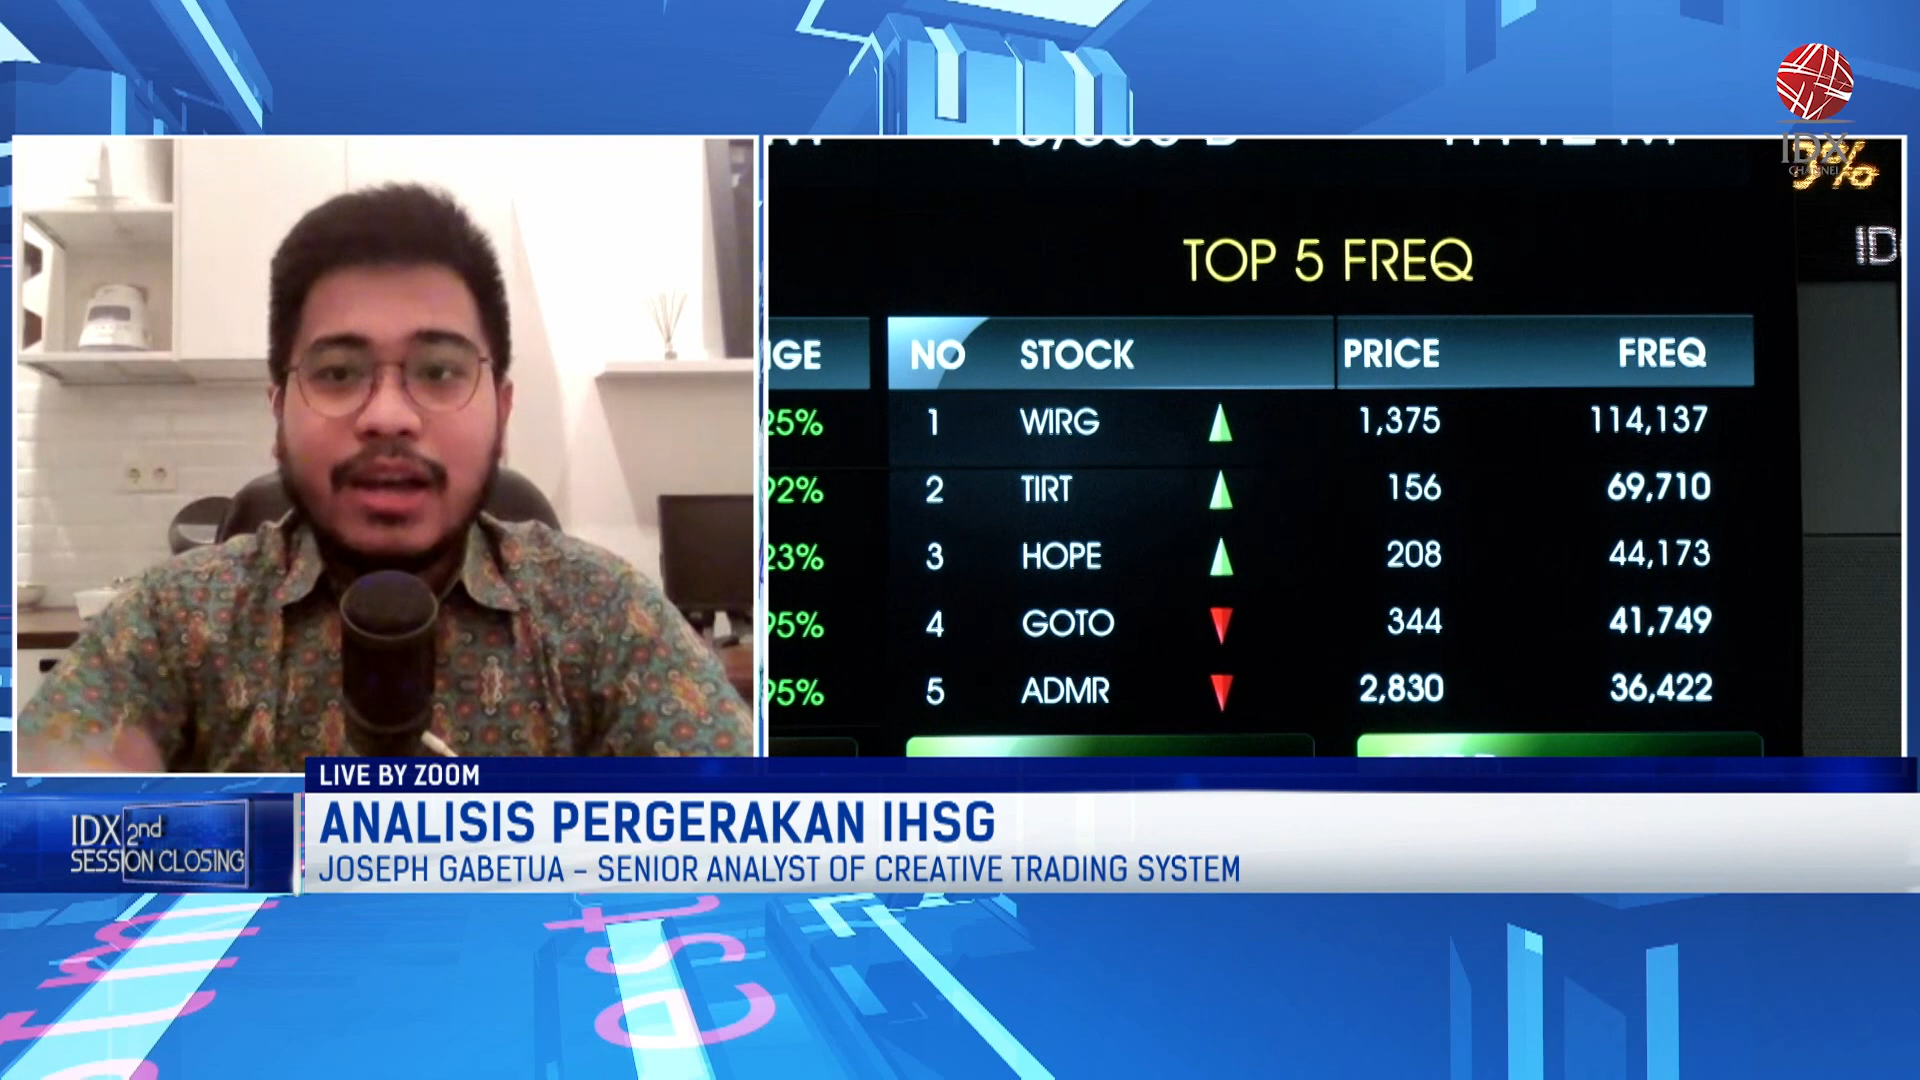 IDX
CHANNEL
%
ID
TOP 5 FREQ
NO STOCK PRICE FREQ
1 WIRG 1,375 114,137
2 TIRT 156 69,710
3 HOPE 208 44,173
4 GOTO 344 41,749
5 ADMR 2,830 36,422
GE
25%
92%
23%
95%
95%
LIVE BY ZOOM
ANALISIS PERGERAKAN IHSG
JOSEPH GABETUA – SENIOR ANALYST OF CREATIVE TRADING SYSTEM
IDX 2nd
SESSION CLOSING